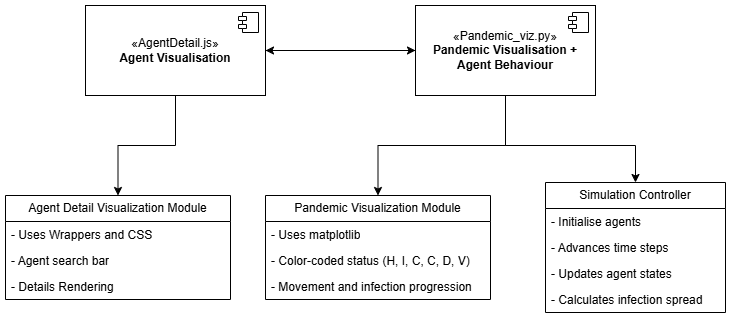 «AgentDetail.js»
Agent Visualisation
«Pandemic_viz.py»
Pandemic Visualisation +
Agent Behaviour
Agent Detail Visualization Module
- Uses Wrappers and CSS
- Agent search bar
- Details Rendering
Pandemic Visualization Module
- Uses matplotlib
- Color-coded status (H, I, C, C, D, V)
- Movement and infection progression
Simulation Controller
- Initialise agents
- Advances time steps
- Updates agent states
- Calculates infection spread